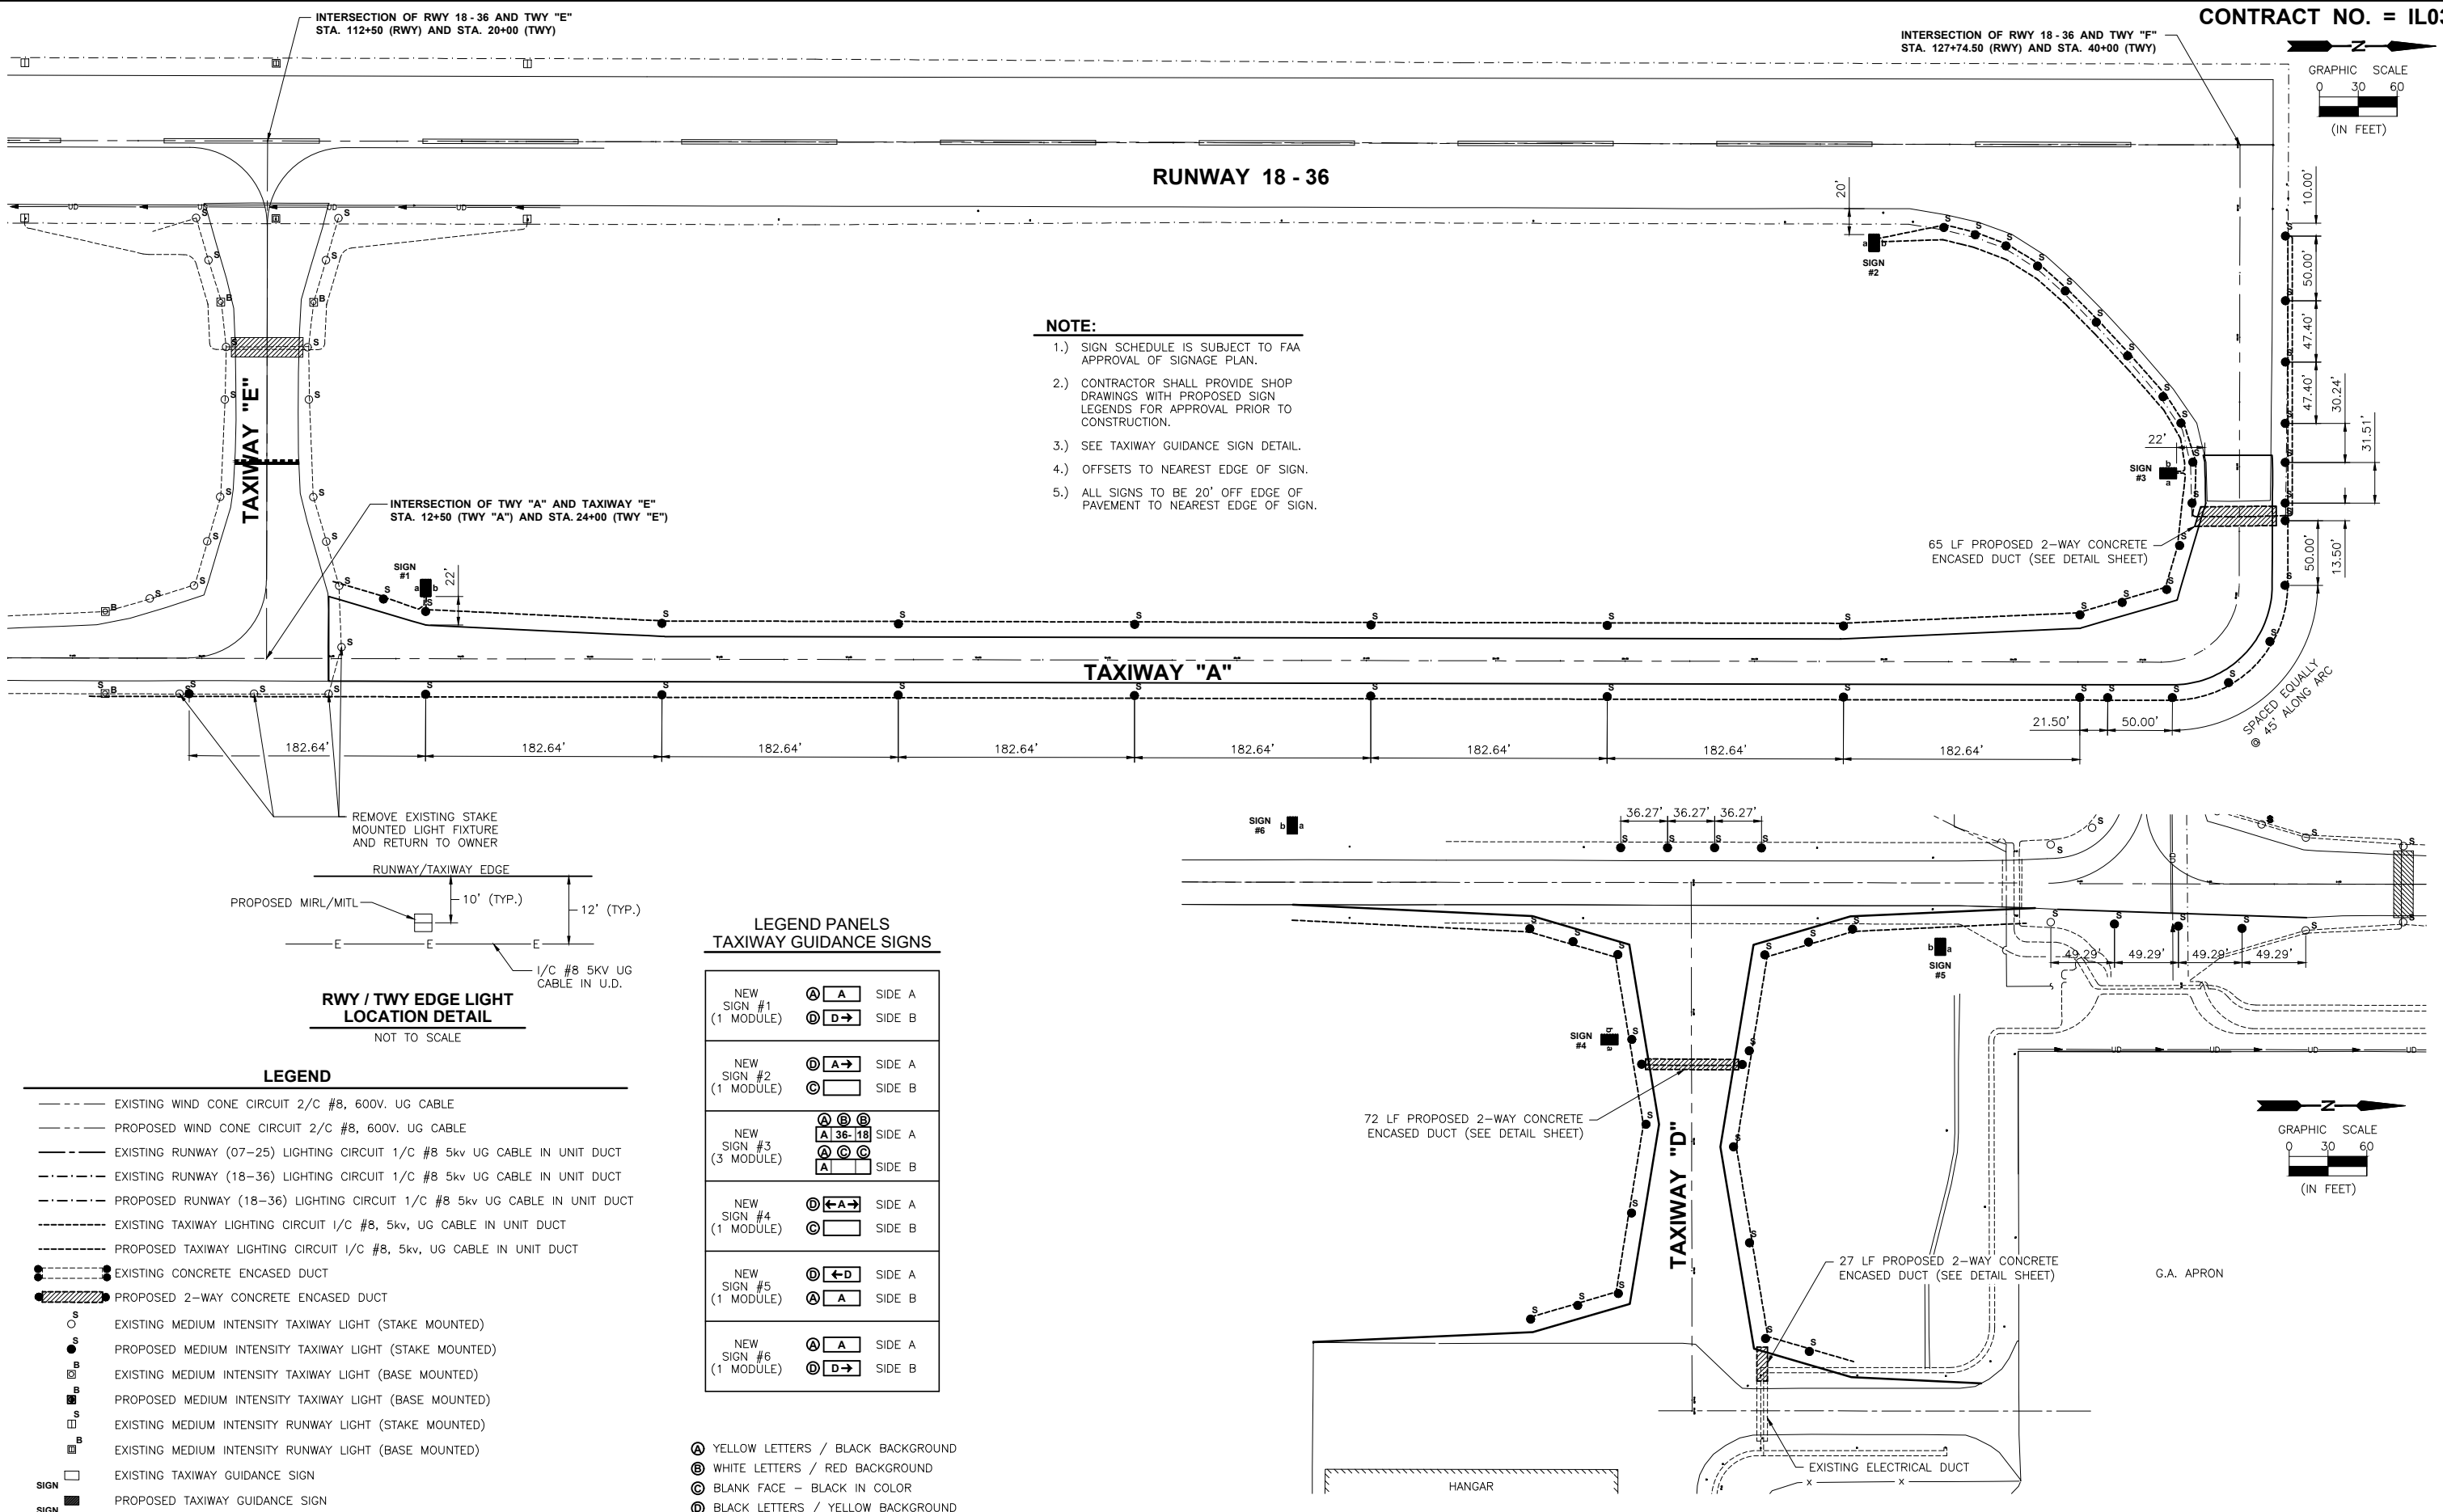 CONTRACT NO. = IL03
INTERSECTION OF RWY 18 - 36 AND TWY "E"
STA. 112+50 (RWY) AND STA. 20+00 (TWY)
INTERSECTION OF RWY 18 - 36 AND TWY "F"
STA. 127+74.50 (RWY) AND STA. 40+00 (TWY)
N
GRAPHIC SCALE
0 30 60
(IN FEET)
RUNWAY 18 - 36
UD UD UD UD
20'
a b
SIGN
#2
10.00'
50.00'
47.40'
47.40'
30.24'
31.51'
50.00'
13.50'
22'
SIGN
#3
b
a
NOTE:
1.) SIGN SCHEDULE IS SUBJECT TO FAA
APPROVAL OF SIGNAGE PLAN.
2.) CONTRACTOR SHALL PROVIDE SHOP
DRAWINGS WITH PROPOSED SIGN
LEGENDS FOR APPROVAL PRIOR TO
CONSTRUCTION.
3.) SEE TAXIWAY GUIDANCE SIGN DETAIL.
4.) OFFSETS TO NEAREST EDGE OF SIGN.
5.) ALL SIGNS TO BE 20' OFF EDGE OF
PAVEMENT TO NEAREST EDGE OF SIGN.
TAXIWAY "E"
INTERSECTION OF TWY "A" AND TAXIWAY "E"
STA. 12+50 (TWY "A") AND STA. 24+00 (TWY "E")
SIGN
#1
a b
22'
65 LF PROPOSED 2-WAY CONCRETE
ENCASED DUCT (SEE DETAIL SHEET)
TAXIWAY "A"
182.64' 182.64' 182.64' 182.64' 182.64' 182.64' 182.64' 182.64'
21.50' 50.00'
SPACED EQUALLY
@ 45' ALONG ARC
REMOVE EXISTING STAKE
MOUNTED LIGHT FIXTURE
AND RETURN TO OWNER
RUNWAY/TAXIWAY EDGE
PROPOSED MIRL/MITL
10' (TYP.)
12' (TYP.)
E E E
I/C #8 5KV UG
CABLE IN U.D.
RWY / TWY EDGE LIGHT
LOCATION DETAIL
NOT TO SCALE
LEGEND
EXISTING WIND CONE CIRCUIT 2/C #8, 600V. UG CABLE
PROPOSED WIND CONE CIRCUIT 2/C #8, 600V. UG CABLE
EXISTING RUNWAY (07-25) LIGHTING CIRCUIT 1/C #8 5kv UG CABLE IN UNIT DUCT
EXISTING RUNWAY (18-36) LIGHTING CIRCUIT 1/C #8 5kv UG CABLE IN UNIT DUCT
PROPOSED RUNWAY (18-36) LIGHTING CIRCUIT 1/C #8 5kv UG CABLE IN UNIT DUCT
EXISTING TAXIWAY LIGHTING CIRCUIT I/C #8, 5kv, UG CABLE IN UNIT DUCT
PROPOSED TAXIWAY LIGHTING CIRCUIT I/C #8, 5kv, UG CABLE IN UNIT DUCT
EXISTING CONCRETE ENCASED DUCT
PROPOSED 2-WAY CONCRETE ENCASED DUCT
S EXISTING MEDIUM INTENSITY TAXIWAY LIGHT (STAKE MOUNTED)
S PROPOSED MEDIUM INTENSITY TAXIWAY LIGHT (STAKE MOUNTED)
B EXISTING MEDIUM INTENSITY TAXIWAY LIGHT (BASE MOUNTED)
B PROPOSED MEDIUM INTENSITY TAXIWAY LIGHT (BASE MOUNTED)
S EXISTING MEDIUM INTENSITY RUNWAY LIGHT (STAKE MOUNTED)
B EXISTING MEDIUM INTENSITY RUNWAY LIGHT (BASE MOUNTED)
SIGN EXISTING TAXIWAY GUIDANCE SIGN
SIGN PROPOSED TAXIWAY GUIDANCE SIGN
LEGEND PANELS
TAXIWAY GUIDANCE SIGNS
NEW
SIGN #1
(1 MODULE)
A A SIDE A
D D→ SIDE B
NEW
SIGN #2
(1 MODULE)
D A→ SIDE A
C SIDE B
NEW
SIGN #3
(3 MODULE)
A B B
A 36- 18 SIDE A
A C C
A SIDE B
NEW
SIGN #4
(1 MODULE)
D ←A→ SIDE A
C SIDE B
NEW
SIGN #5
(1 MODULE)
D ←D SIDE A
A A SIDE B
NEW
SIGN #6
(1 MODULE)
A A SIDE A
D D→ SIDE B
A YELLOW LETTERS / BLACK BACKGROUND
B WHITE LETTERS / RED BACKGROUND
C BLANK FACE - BLACK IN COLOR
D BLACK LETTERS / YELLOW BACKGROUND
SIGN
#6
b a
36.27' 36.27' 36.27'
b a
SIGN
#5
49.29' 49.29' 49.29' 49.29'
UD
SIGN
#4
b
a
72 LF PROPOSED 2-WAY CONCRETE
ENCASED DUCT (SEE DETAIL SHEET)
TAXIWAY "D"
UD UD UD UD
N
GRAPHIC SCALE
0 30 60
(IN FEET)
27 LF PROPOSED 2-WAY CONCRETE
ENCASED DUCT (SEE DETAIL SHEET)
G.A. APRON
EXISTING ELECTRICAL DUCT
x x
HANGAR